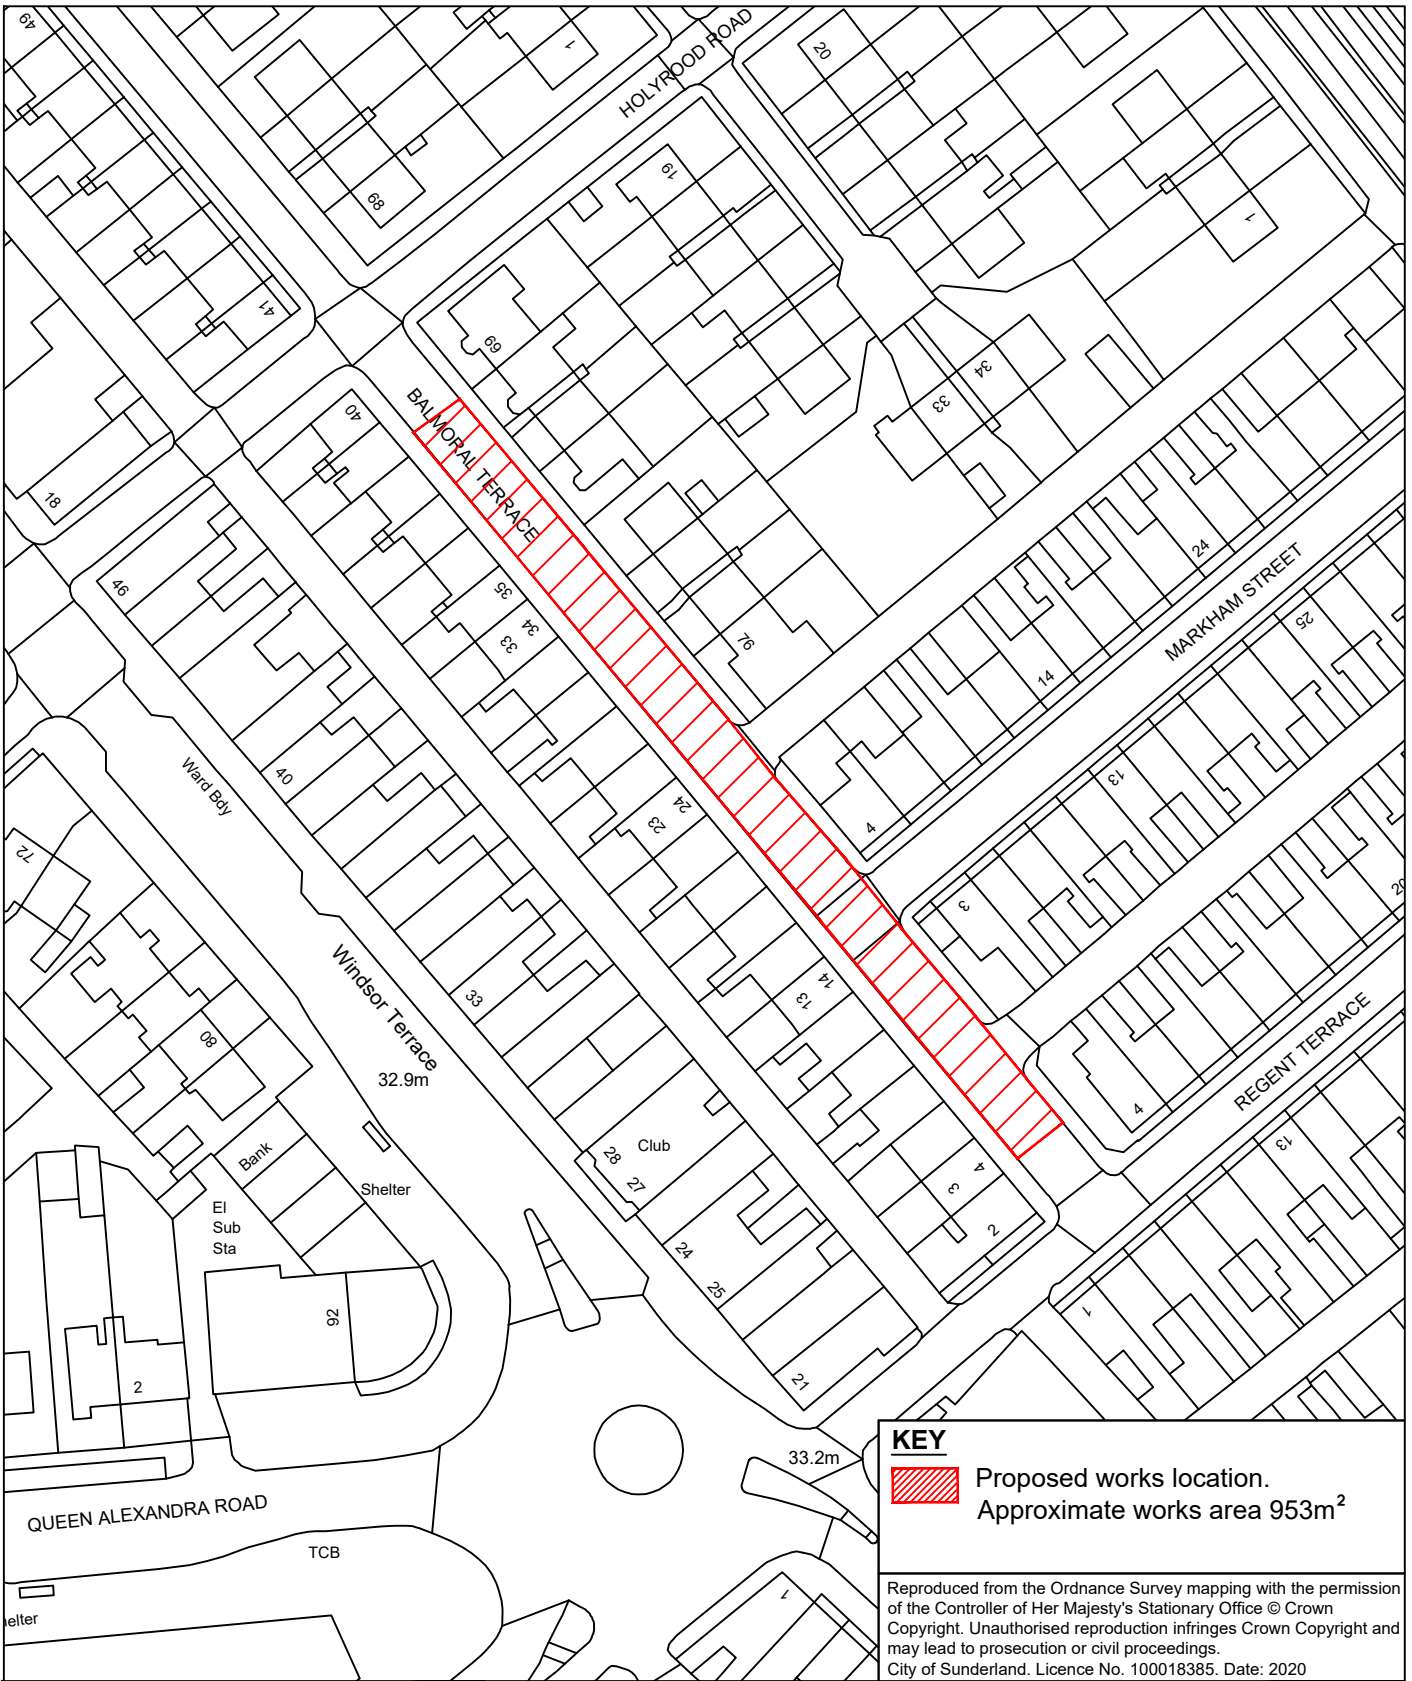 49
1
HOLYROOD ROAD
20
68
19
1
41
69
34
33
40
BALMORAL TERRACE
18
24
MARKHAM STREET
46
35
34
33
76
25
14
Ward Bdy
40
13
24
23
4
72
3
20
Windsor Terrace
33
14
13
REGENT TERRACE
80
32.9m
4
13
Bank
28
Club
27
4
3
Shelter
El
Sub
Sta
2
24
25
92
1
2
21
33.2m
QUEEN ALEXANDRA ROAD
TCB
elter
1
KEY
Proposed works location.
Approximate works area 953m²
Reproduced from the Ordnance Survey mapping with the permission
of the Controller of Her Majesty's Stationary Office © Crown
Copyright. Unauthorised reproduction infringes Crown Copyright and
may lead to prosecution or civil proceedings.
City of Sunderland. Licence No. 100018385. Date: 2020